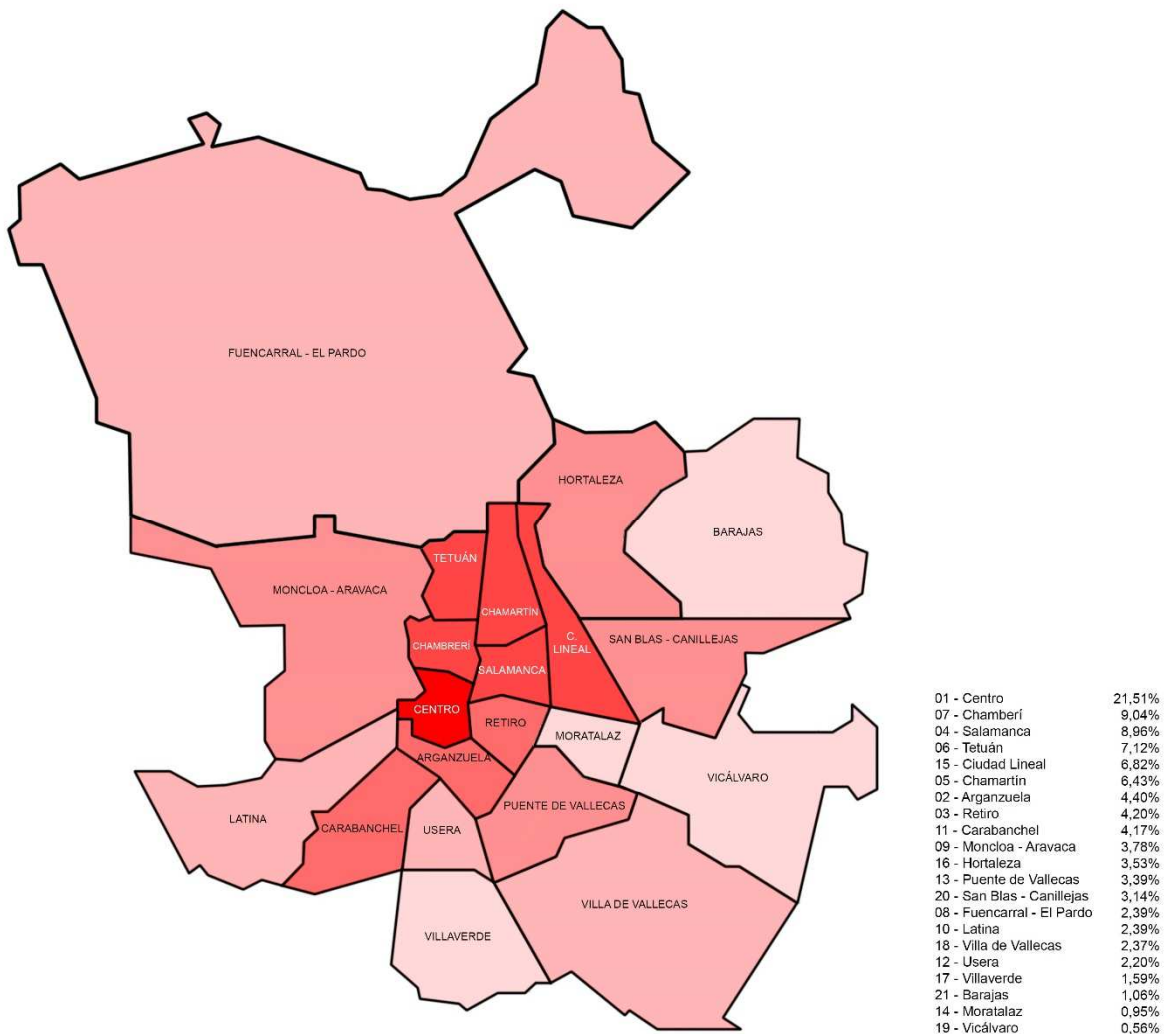 FUENCARRAL - EL PARDO
HORTALEZA
BARAJAS
TETUÁN
MONCLOA - ARAVACA
CHAMARTÍN
CHAMBRERÍ
C.
LINEAL
SAN BLAS - CANILLEJAS
SALAMANCA
CENTRO
RETIRO
MORATALAZ
ARGANZUELA
VICÁLVARO
PUENTE DE VALLECAS
LATINA
CARABANCHEL
USERA
VILLA DE VALLECAS
VILLAVERDE
01 - Centro 21,51%
07 - Chamberí 9,04%
04 - Salamanca 8,96%
06 - Tetuán 7,12%
15 - Ciudad Lineal 6,82%
05 - Chamartín 6,43%
02 - Arganzuela 4,40%
03 - Retiro 4,20%
11 - Carabanchel 4,17%
09 - Moncloa - Aravaca 3,78%
16 - Hortaleza 3,53%
13 - Puente de Vallecas 3,39%
20 - San Blas - Canillejas 3,14%
08 - Fuencarral - El Pardo 2,39%
10 - Latina 2,39%
18 - Villa de Vallecas 2,37%
12 - Usera 2,20%
17 - Villaverde 1,59%
21 - Barajas 1,06%
14 - Moratalaz 0,95%
19 - Vicálvaro 0,56%